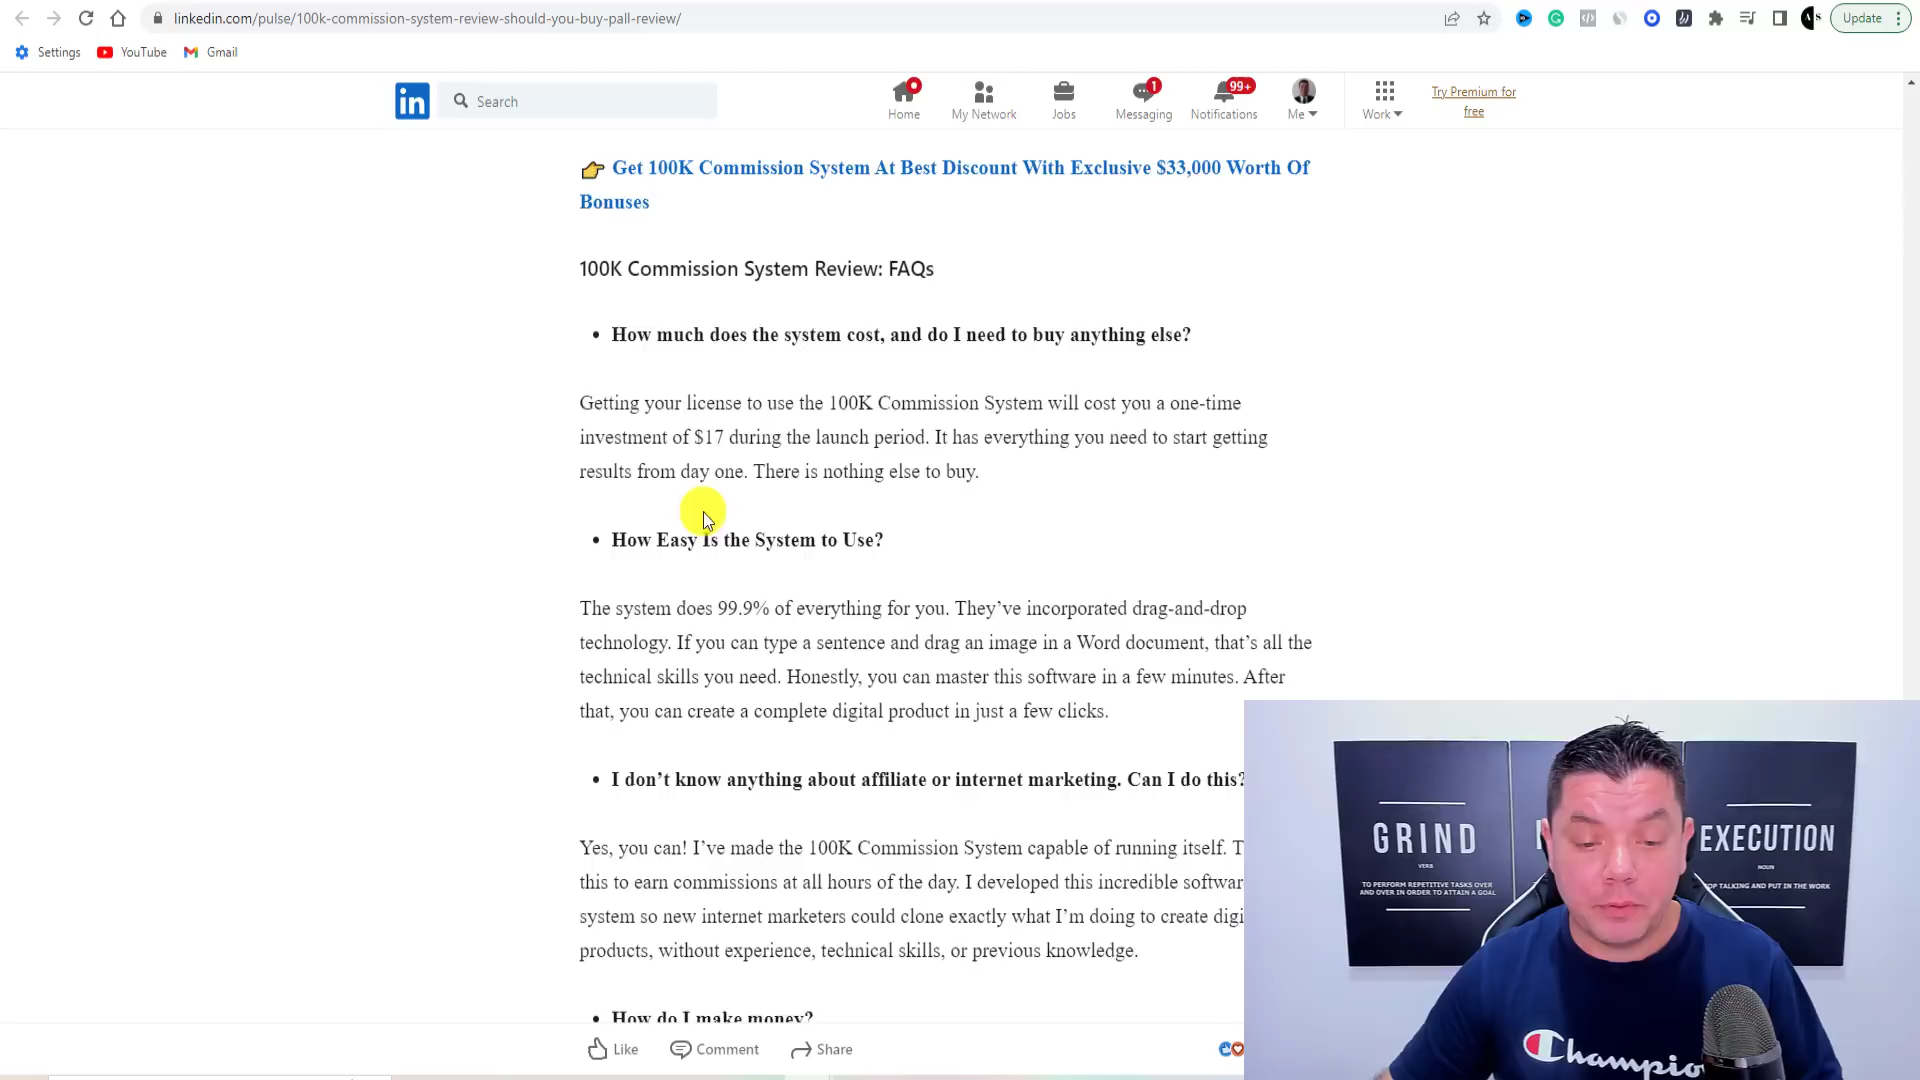 linkedin.com/pulse/100k-commission-system-review-should-you-buy-pall-review/
Update
Settings
YouTube
Gmail
in
Search
Home
My Network
Jobs
1
Messaging
99+
Notifications
Me
Work
Try Premium for
free
Get 100K Commission System At Best Discount With Exclusive $33,000 Worth Of
Bonuses
100K Commission System Review: FAQs
• How much does the system cost, and do I need to buy anything else?
Getting your license to use the 100K Commission System will cost you a one-time
investment of $17 during the launch period. It has everything you need to start getting
results from day one. There is nothing else to buy.
• How Easy Is the System to Use?
The system does 99.9% of everything for you. They’ve incorporated drag-and-drop
technology. If you can type a sentence and drag an image in a Word document, that’s all the
technical skills you need. Honestly, you can master this software in a few minutes. After
that, you can create a complete digital product in just a few clicks.
• I don’t know anything about affiliate or internet marketing. Can I do this?
Yes, you can! I’ve made the 100K Commission System capable of running itself. T
this to earn commissions at all hours of the day. I developed this incredible softwar
system so new internet marketers could clone exactly what I’m doing to create digi
products, without experience, technical skills, or previous knowledge.
• How do I make money?
Like
Comment
Share
GRIND
VERB
TO PERFORM REPETITIVE TASKS OVER
AND OVER IN ORDER TO ATTAIN A GOAL
EXECUTION
NOUN
TOP TALKING AND PUT IN THE WORK
Champio